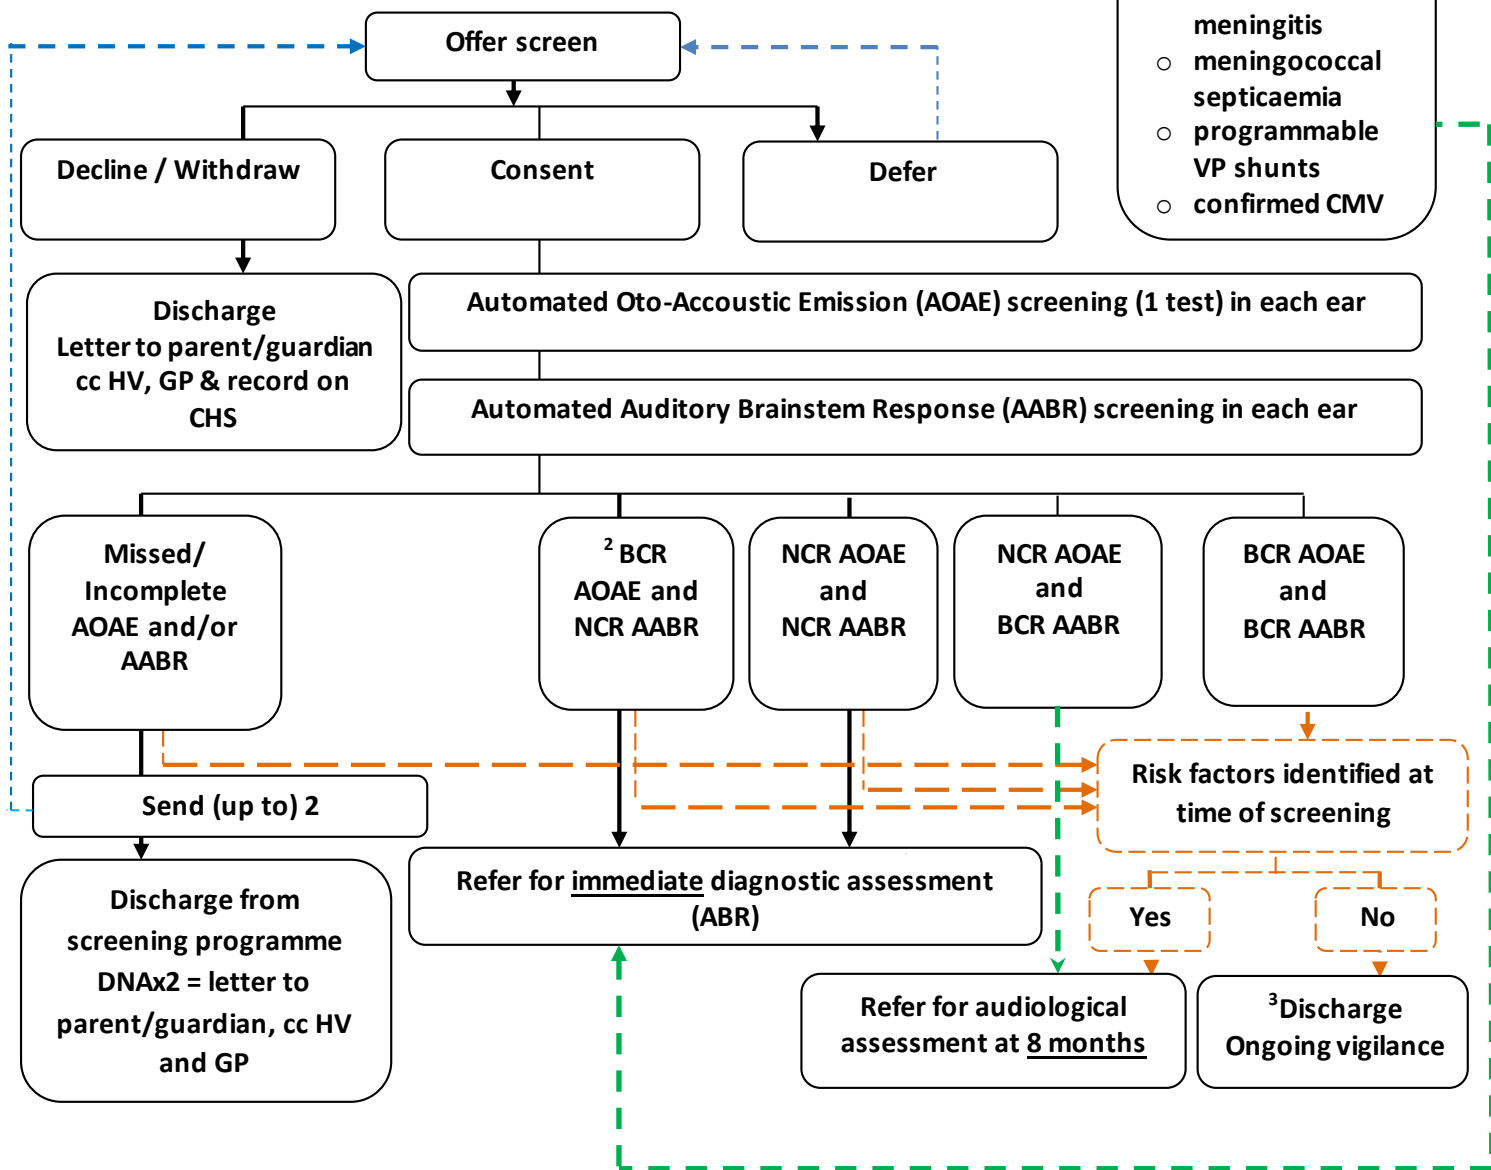 Offer screen
meningitis
○ meningococcal
septicaemia
○ programmable
VP shunts
○ confirmed CMV
Decline / Withdraw
Consent
Defer
Discharge
Letter to parent/guardian
cc HV, GP & record on
CHS
Automated Oto-Accoustic Emission (AOAE) screening (1 test) in each ear
Automated Auditory Brainstem Response (AABR) screening in each ear
Missed/
Incomplete
AOAE and/or
AABR
2 BCR
AOAE and
NCR AABR
NCR AOAE
and
NCR AABR
NCR AOAE
and
BCR AABR
BCR AOAE
and
BCR AABR
Send (up to) 2
Risk factors identified at
time of screening
Yes
No
Discharge from
screening programme
DNAx2 = letter to
parent/guardian, cc HV
and GP
Refer for immediate diagnostic assessment
(ABR)
Refer for audiological
assessment at 8 months
3Discharge
Ongoing vigilance